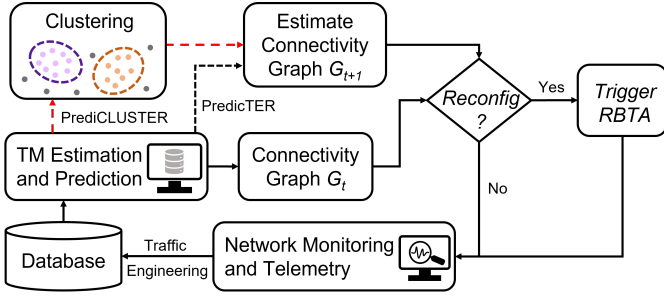 Clustering
Estimate
Connectivity
Graph G_{t+1}
PrediCLUSTER
PredicTER
Reconfig
?
Yes
Trigger
RBTA
TM Estimation
and Prediction
Connectivity
Graph G_t
No
Database
Traffic
Engineering
Network Monitoring
and Telemetry